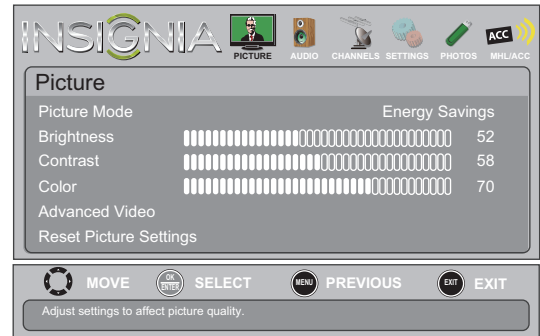 INSIGNIA
PICTURE AUDIO CHANNELS SETTINGS PHOTOS MHL/ACC
ACC
Picture
Picture Mode Energy Savings
Brightness 52
Contrast 58
Color 70
Advanced Video
Reset Picture Settings
MOVE OK ENTER SELECT MENU PREVIOUS EXIT EXIT
Adjust settings to affect picture quality.